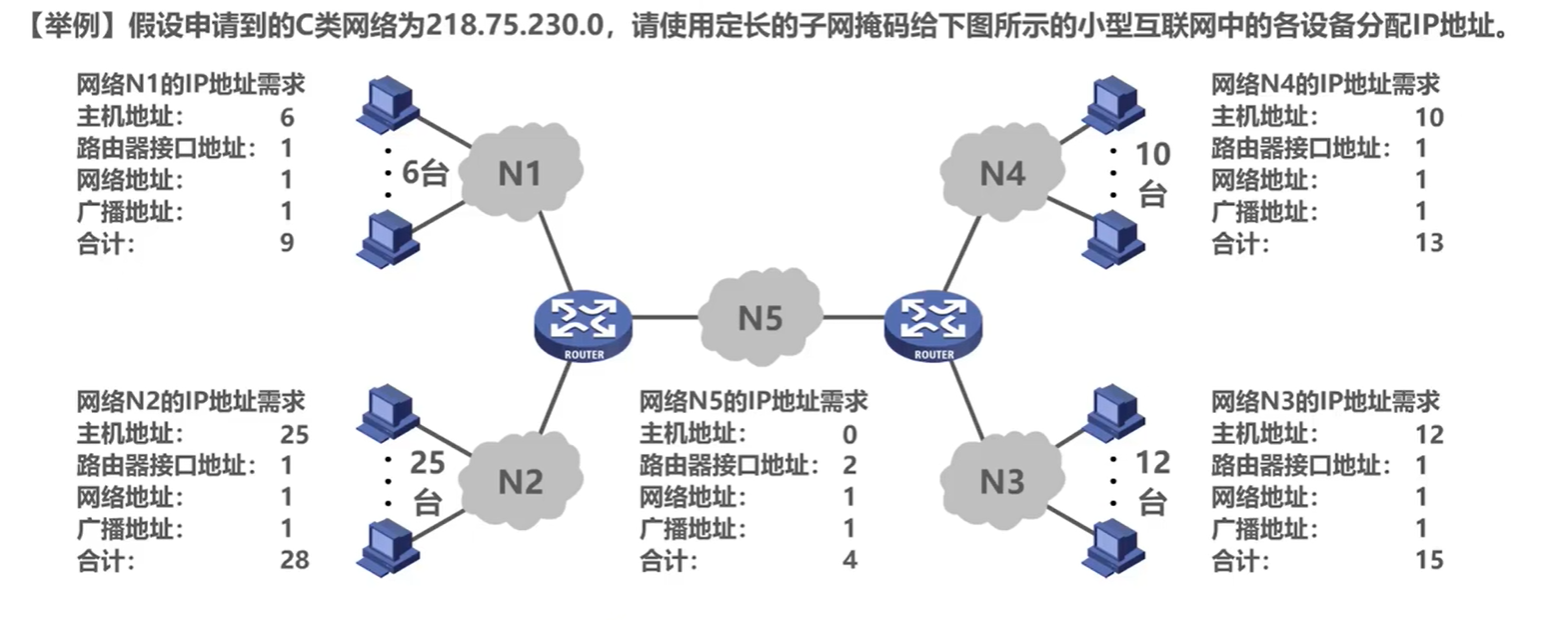 【举例】假设申请到的C类网络为218.75.230.0，请使用定长的子网掩码给下图所示的小型互联网中的各设备分配IP地址。
网络N1的IP地址需求
主机地址： 6
路由器接口地址： 1
网络地址： 1
广播地址： 1
合计： 9
6台
N1
N4
10
台
网络N4的IP地址需求
主机地址： 10
路由器接口地址： 1
网络地址： 1
广播地址： 1
合计： 13
ROUTER
N5
ROUTER
网络N2的IP地址需求
主机地址： 25
路由器接口地址： 1
网络地址： 1
广播地址： 1
合计： 28
25
台
N2
网络N5的IP地址需求
主机地址： 0
路由器接口地址： 2
网络地址： 1
广播地址： 1
合计： 4
N3
12
台
网络N3的IP地址需求
主机地址： 12
路由器接口地址： 1
网络地址： 1
广播地址： 1
合计： 15